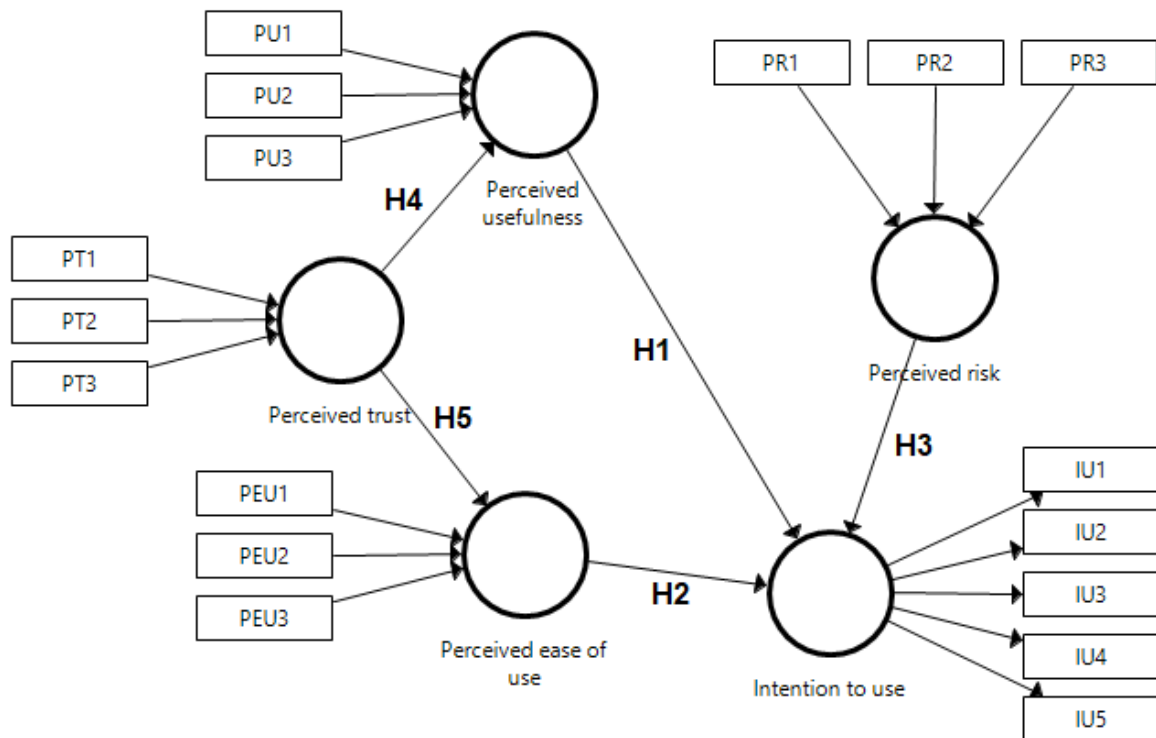 PU1
PU2
PU3
Perceived
usefulness
PR1
PR2
PR3
Perceived risk
H4
PT1
PT2
PT3
Perceived trust
H5
H1
H3
PEU1
PEU2
PEU3
Perceived ease of
use
H2
Intention to use
IU1
IU2
IU3
IU4
IU5